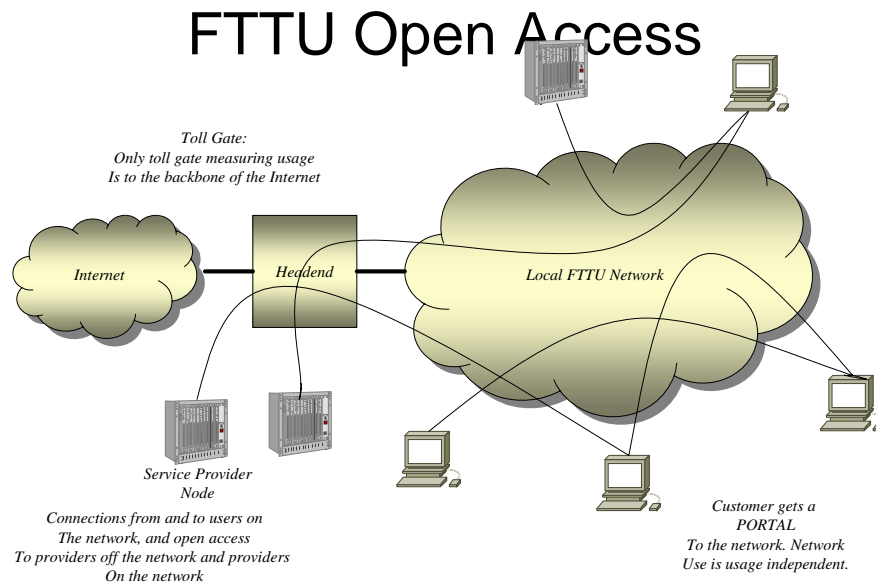 FTTU Open Access
Toll Gate:
Only toll gate measuring usage
Is to the backbone of the Internet
Internet
Headend
Local FTTU Network
Service Provider
Node
Connections from and to users on
The network, and open access
To providers off the network and providers
On the network
Customer gets a
PORTAL
To the network. Network
Use is usage independent.